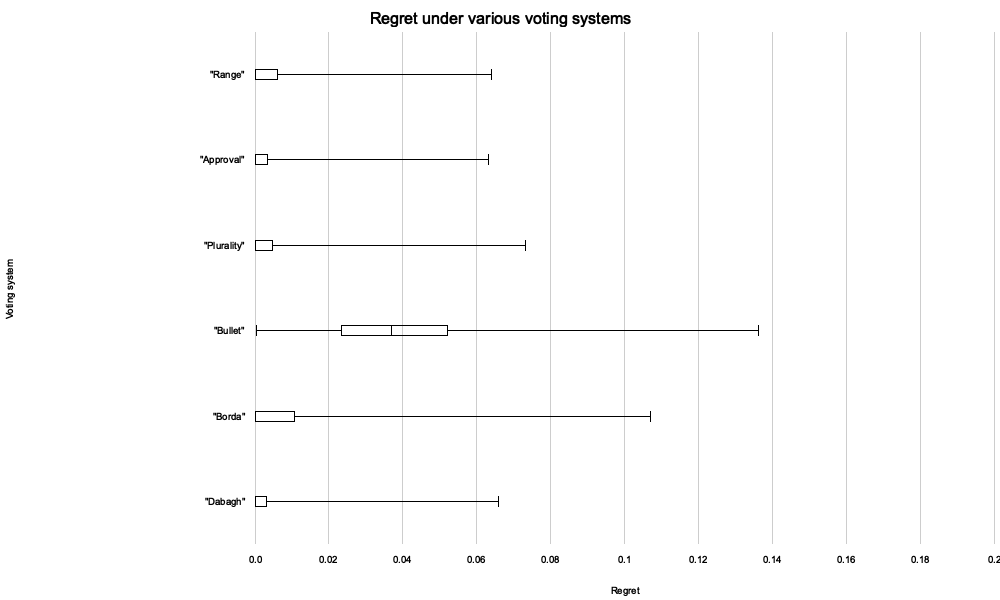 Regret under various voting systems
"Range"
"Approval"
"Plurality"
Voting system
"Bullet"
"Borda"
"Dabagh"
0.0 0.02 0.04 0.06 0.08 0.1 0.12 0.14 0.16 0.18 0.2
Regret